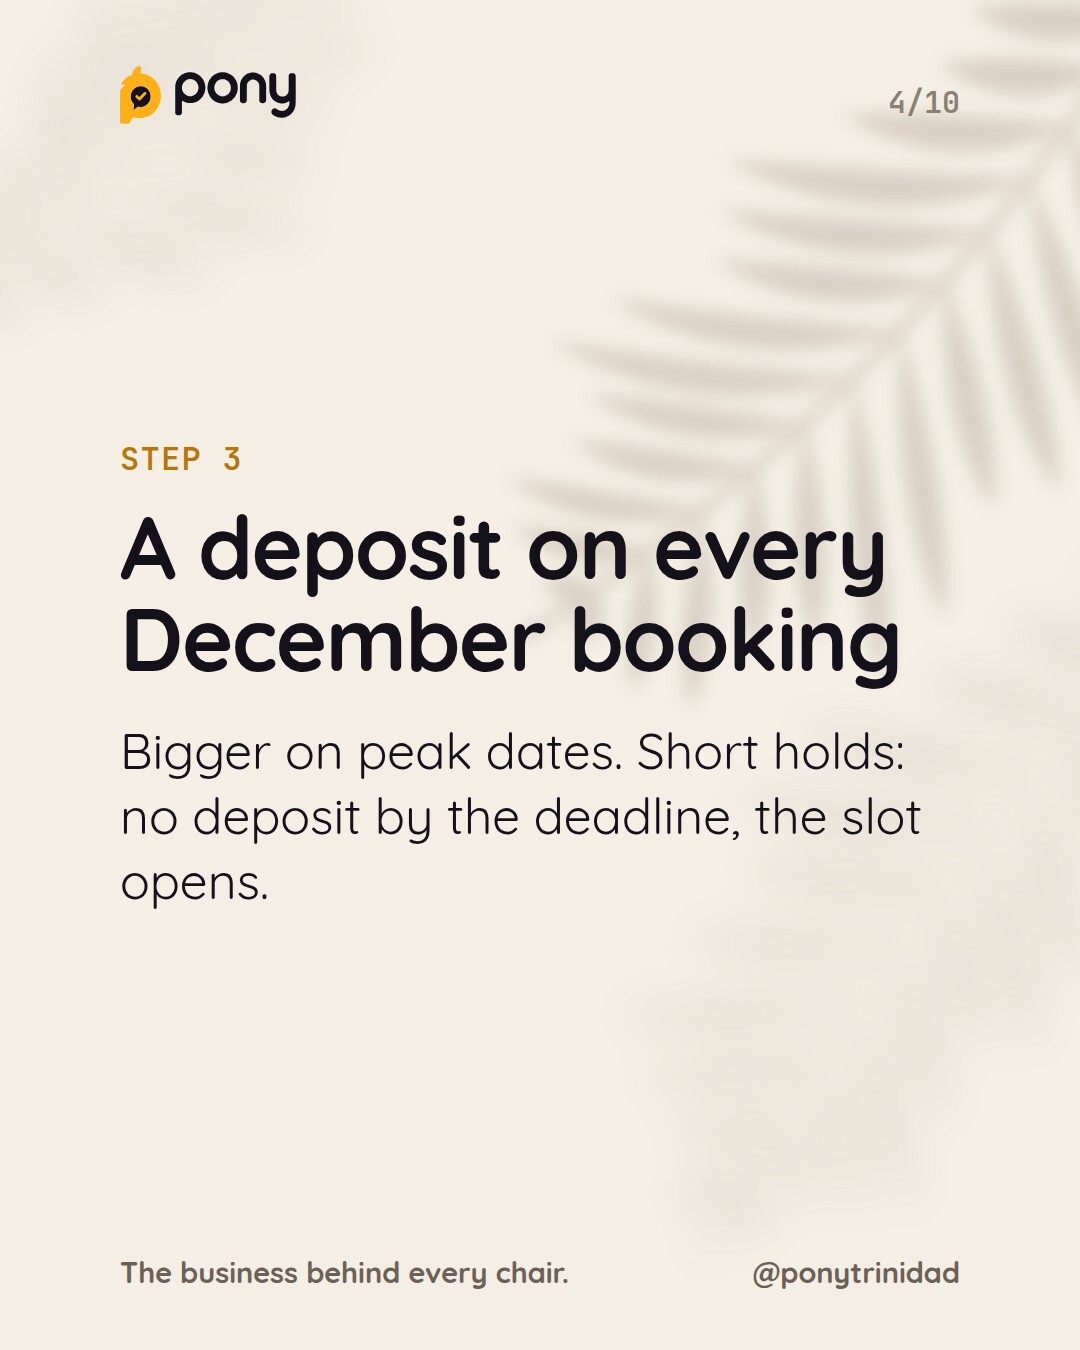 pony
4/10
STEP 3
A deposit on every
December booking
Bigger on peak dates. Short holds:
no deposit by the deadline, the slot
opens.
The business behind every chair.
@ponytrinidad